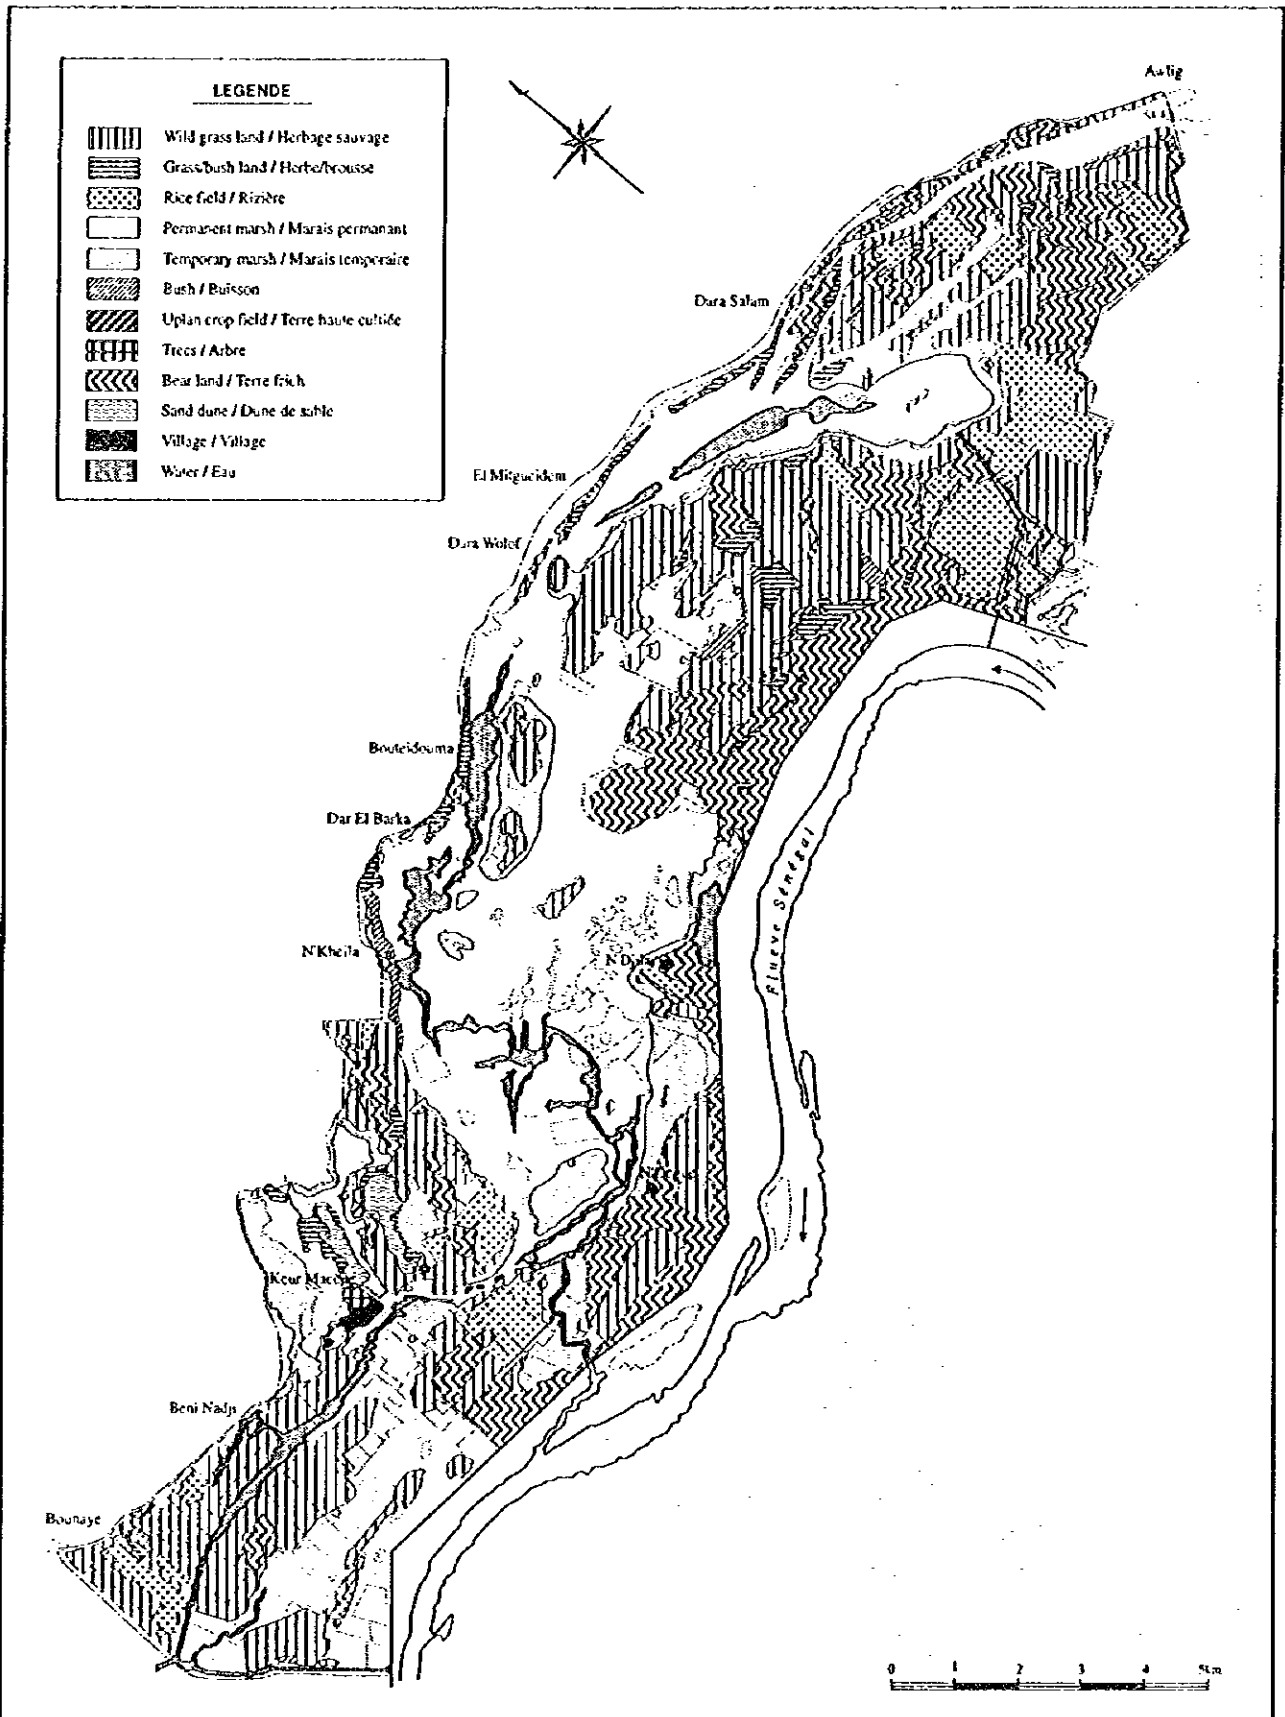 LEGENDE
Wild grass land / Herbage sauvage
Grass/bush land / Herbe/brousse
Rice field / Rizière
Permanent marsh / Marais permanant
Temporary marsh / Marais temporaire
Bush / Buisson
Uplan crop field / Terre haute cultiée
Trees / Arbre
Bear land / Terre frich
Sand dune / Dune de sable
Village / Village
Water / Eau
Awlig
Dara Salam
El Mitgueidem
Dara Wolof
Bouteidouma
Dar El Barka
Flueve Sénégal
N'Kheila
Keur Macene
Beni Nadji
Bounaye
0 1 2 3 4 5km